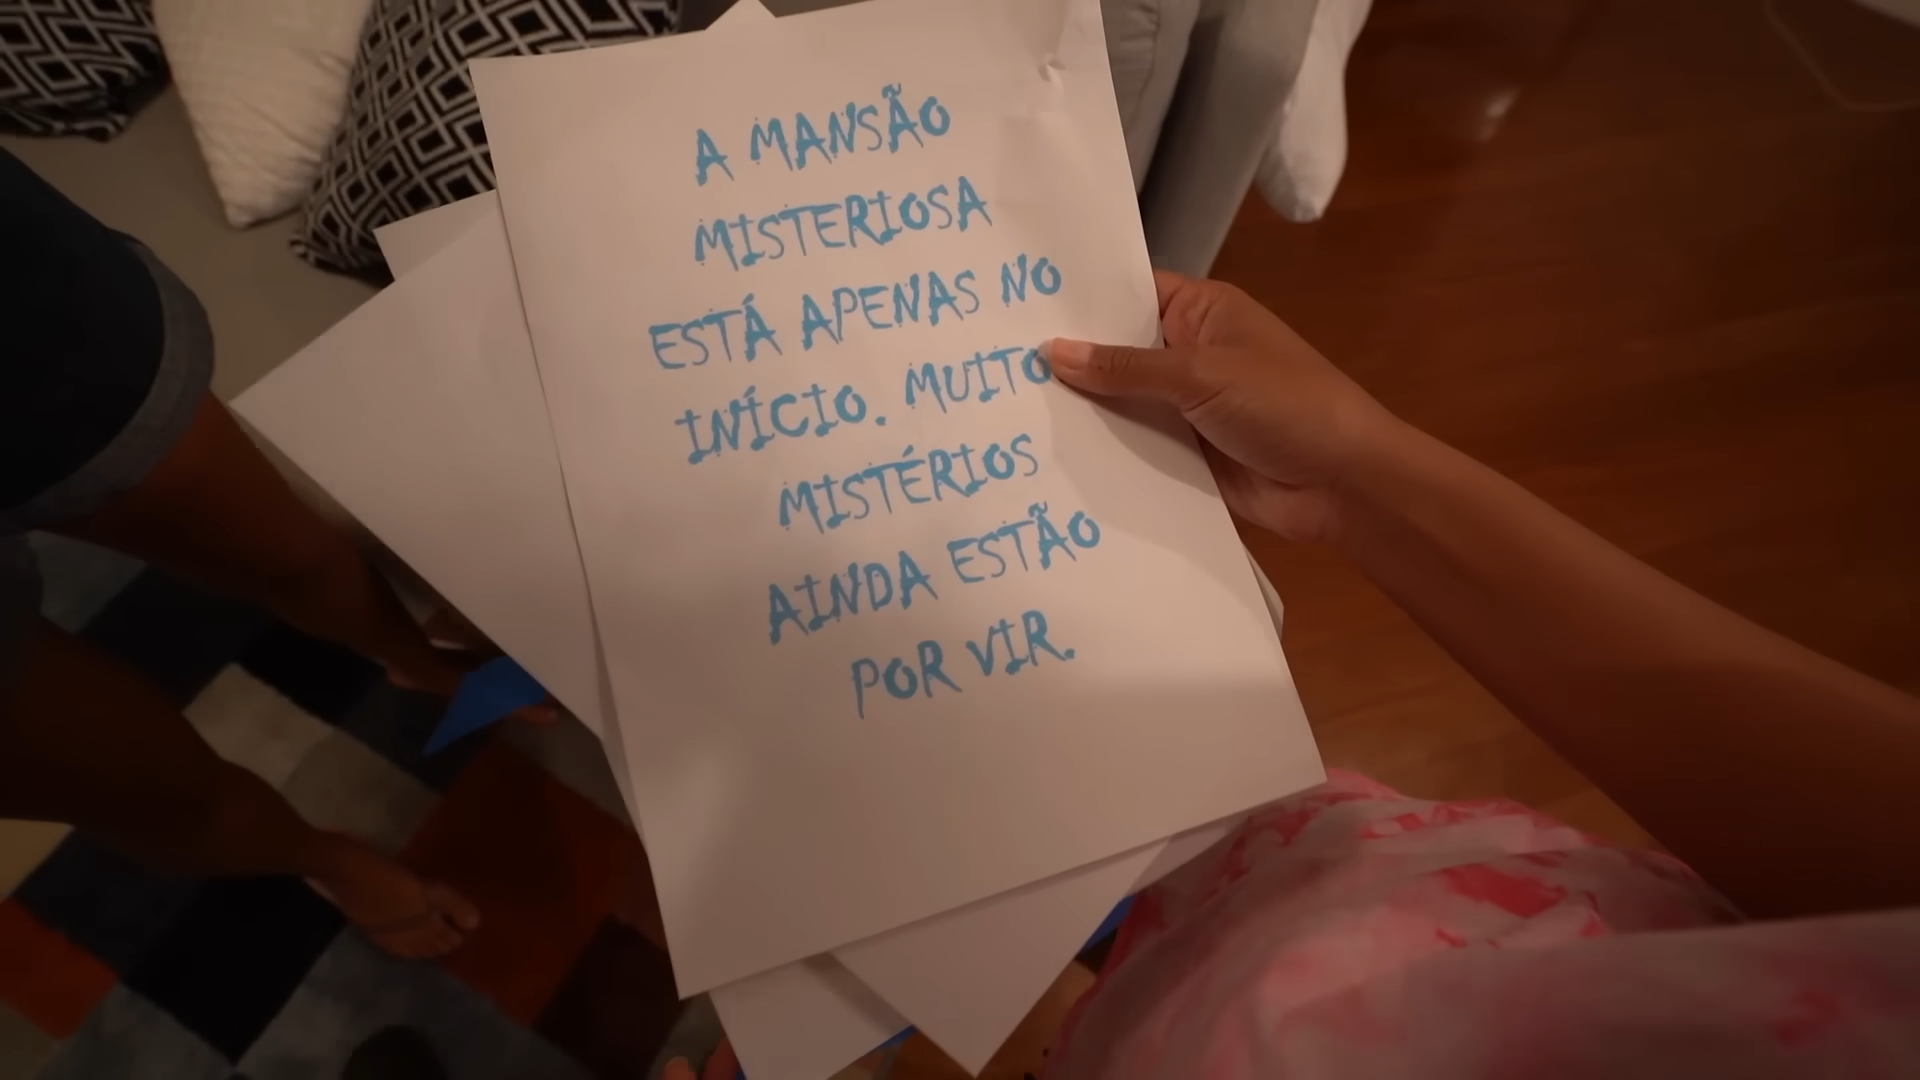 A MANSÃO
MISTERIOSA
ESTÁ APENAS NO
INÍCIO. MUITO
MISTÉRIOS
AINDA ESTÃO
POR VIR.